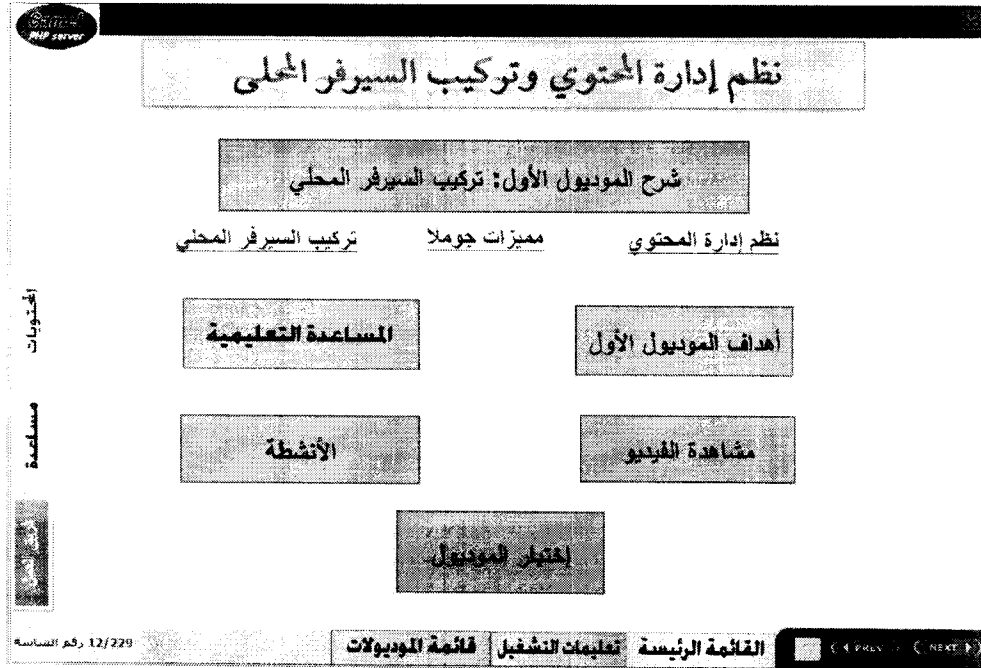 PHP server
نظم إدارة المحتوي وتركيب السيرفر المحلى
شرح الموديول الأول: تركيب السيرفر المحلي
نظم إدارة المحتوي مميزات جوملا تركيب السيرفر المحلي
أهداف الموديول الأول المساعدة التعليمية
مشاهدة الفيديو الأنشطة
إختبار الموديول
المحتويات
مساعدة
القائمة الرئيسة تعليمات التشغيل قائمة الموديولات
12/229 رقم الشاشة
PREV NEXT